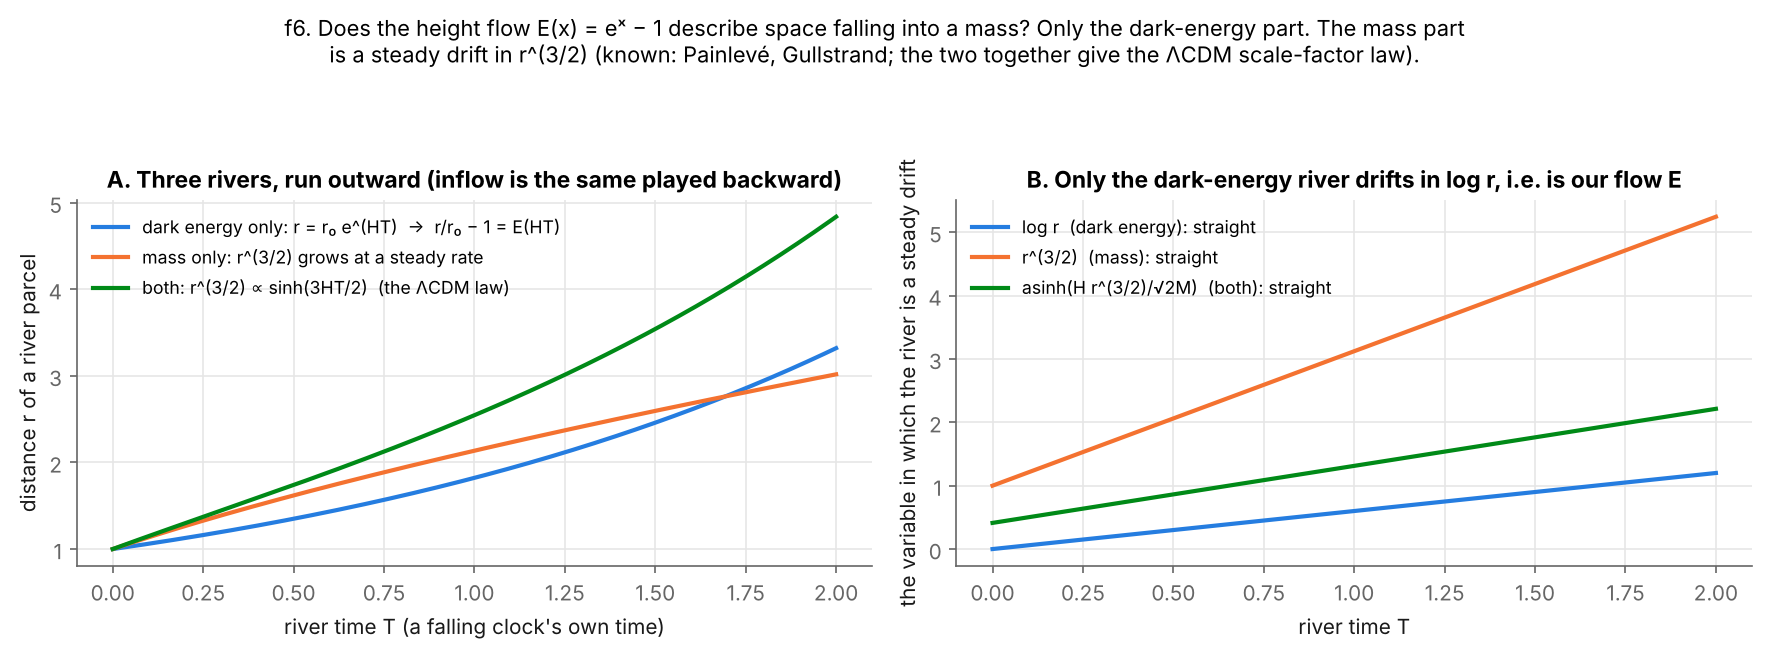 f6. Does the height flow E(x) = eˣ − 1 describe space falling into a mass? Only the dark-energy part. The mass part
is a steady drift in r^(3/2) (known: Painlevé, Gullstrand; the two together give the ΛCDM scale-factor law).
A. Three rivers, run outward (inflow is the same played backward)
dark energy only: r = r₀ e^(HT) → r/r₀ − 1 = E(HT)
mass only: r^(3/2) grows at a steady rate
both: r^(3/2) ∝ sinh(3HT/2) (the ΛCDM law)
distance r of a river parcel
5
4
3
2
1
0.00 0.25 0.50 0.75 1.00 1.25 1.50 1.75 2.00
river time T (a falling clock's own time)
B. Only the dark-energy river drifts in log r, i.e. is our flow E
log r (dark energy): straight
r^(3/2) (mass): straight
asinh(H r^(3/2)/√2M) (both): straight
the variable in which the river is a steady drift
5
4
3
2
1
0
0.00 0.25 0.50 0.75 1.00 1.25 1.50 1.75 2.00
river time T